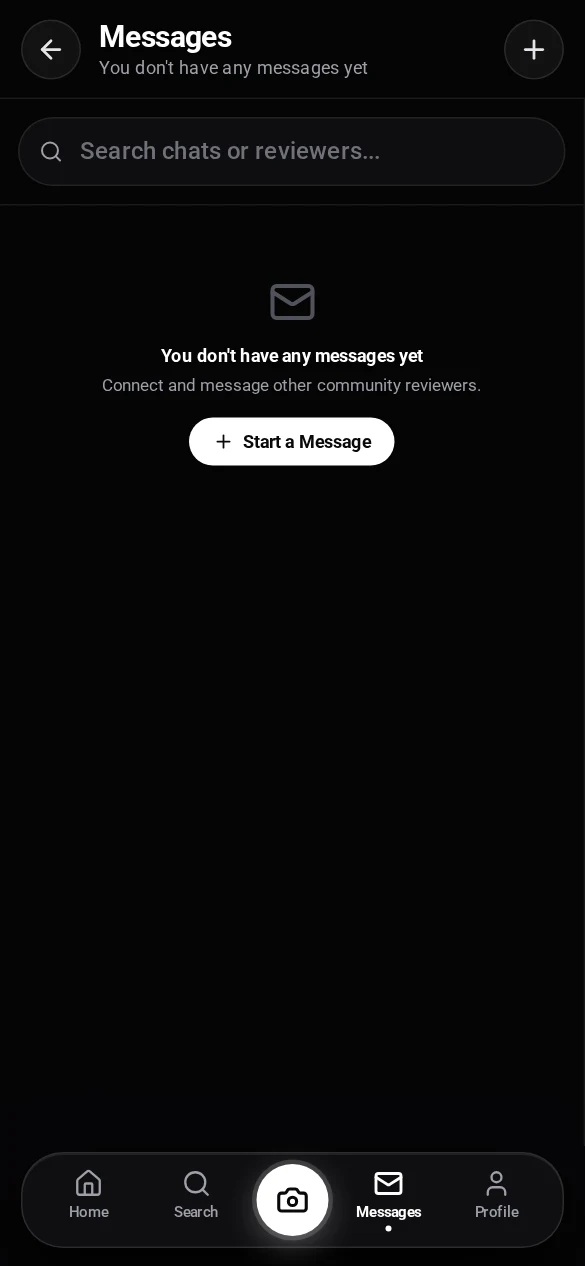 Messages
You don't have any messages yet
Search chats or reviewers...
You don't have any messages yet
Connect and message other community reviewers.
Start a Message
Home
Search
Messages
Profile